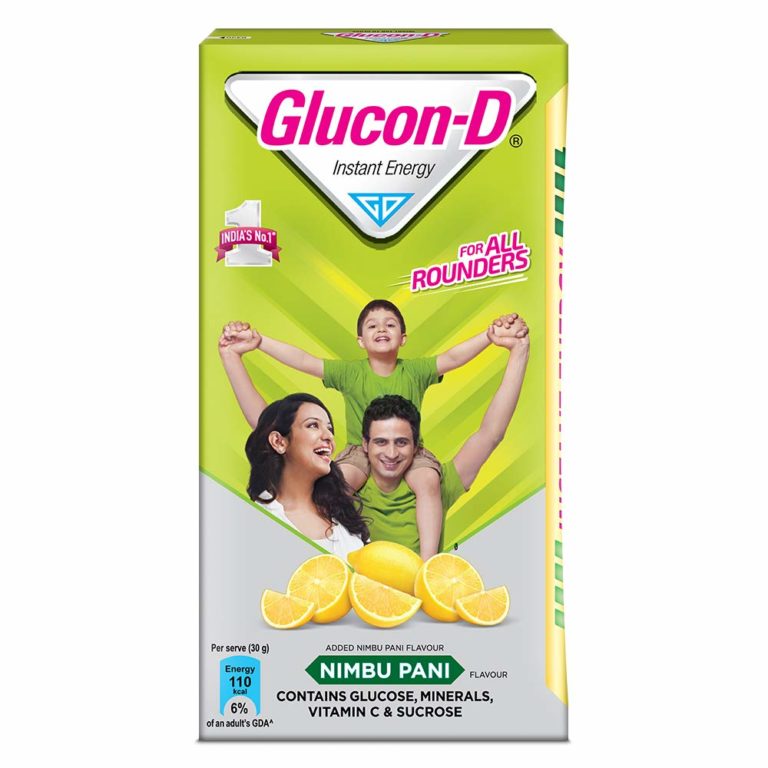 Glucon-D®
Instant Energy
GD
1
INDIA'S No.1*
FOR ALL
ROUNDERS
Per serve (30 g)
Energy
110
kcal
6%
of an adult's GDA^
ADDED NIMBU PANI FLAVOUR
NIMBU PANI FLAVOUR
CONTAINS GLUCOSE, MINERALS,
VITAMIN C & SUCROSE